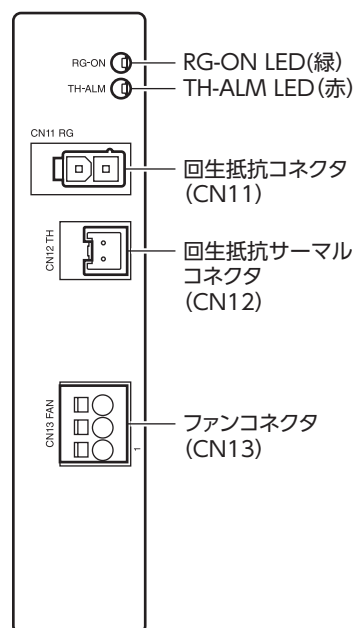 RG-ON
RG-ON LED(緑)
TH-ALM
TH-ALM LED(赤)
CN11 RG
回生抵抗コネクタ
(CN11)
CN12 TH
回生抵抗サーマル
コネクタ
(CN12)
CN13 FAN
1
ファンコネクタ
(CN13)